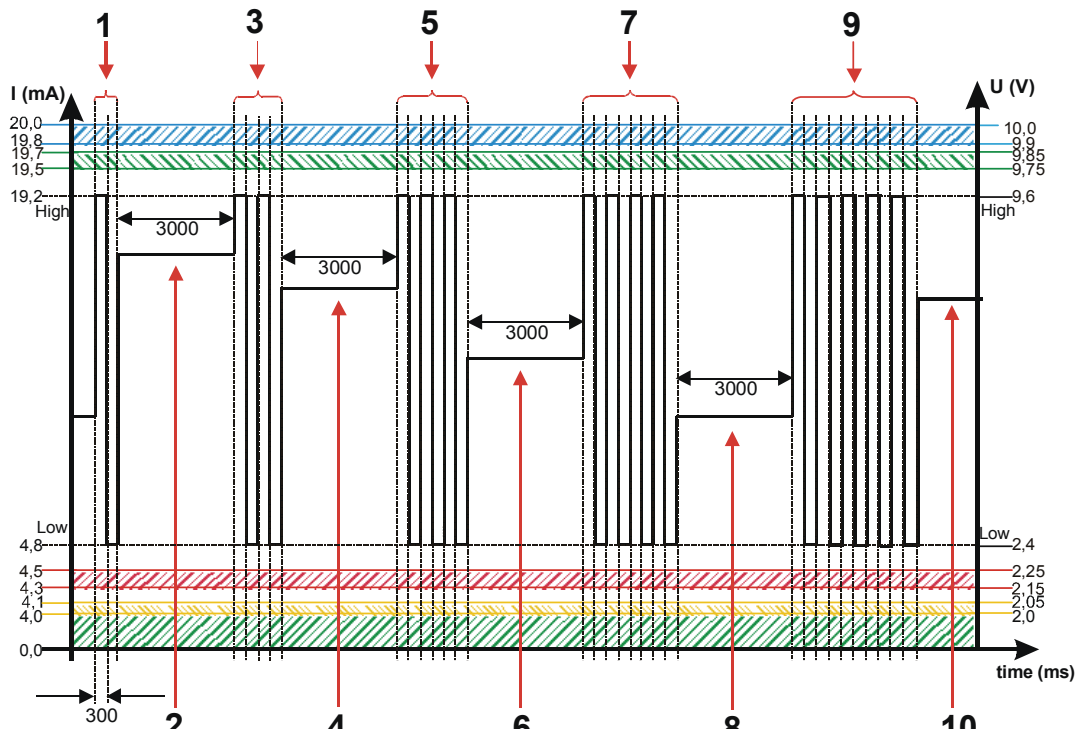 1 3 5 7 9
I (mA) U (V)
20,0 10,0
19,8 9,9
19,7 9,85
19,5 9,75
19,2 9,6
High High
3000
3000
3000
3000
Low Low
4,8 2,4
4,5 2,25
4,3 2,15
4,1 2,05
4,0 2,0
0,0
time (ms)
300
2 4 6 8 10